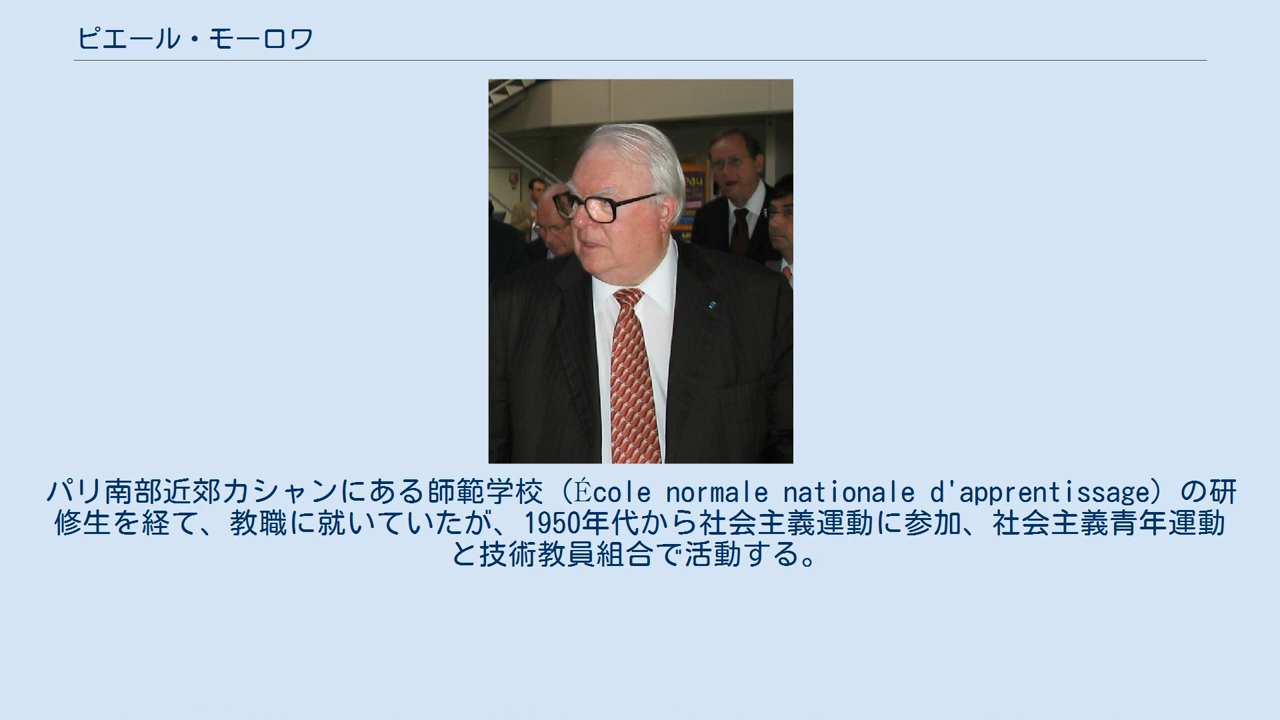 ピエール・モーロワ
パリ南部近郊カシャンにある師範学校（École normale nationale d'apprentissage）の研
修生を経て、教職に就いていたが、1950年代から社会主義運動に参加、社会主義青年運動
と技術教員組合で活動する。